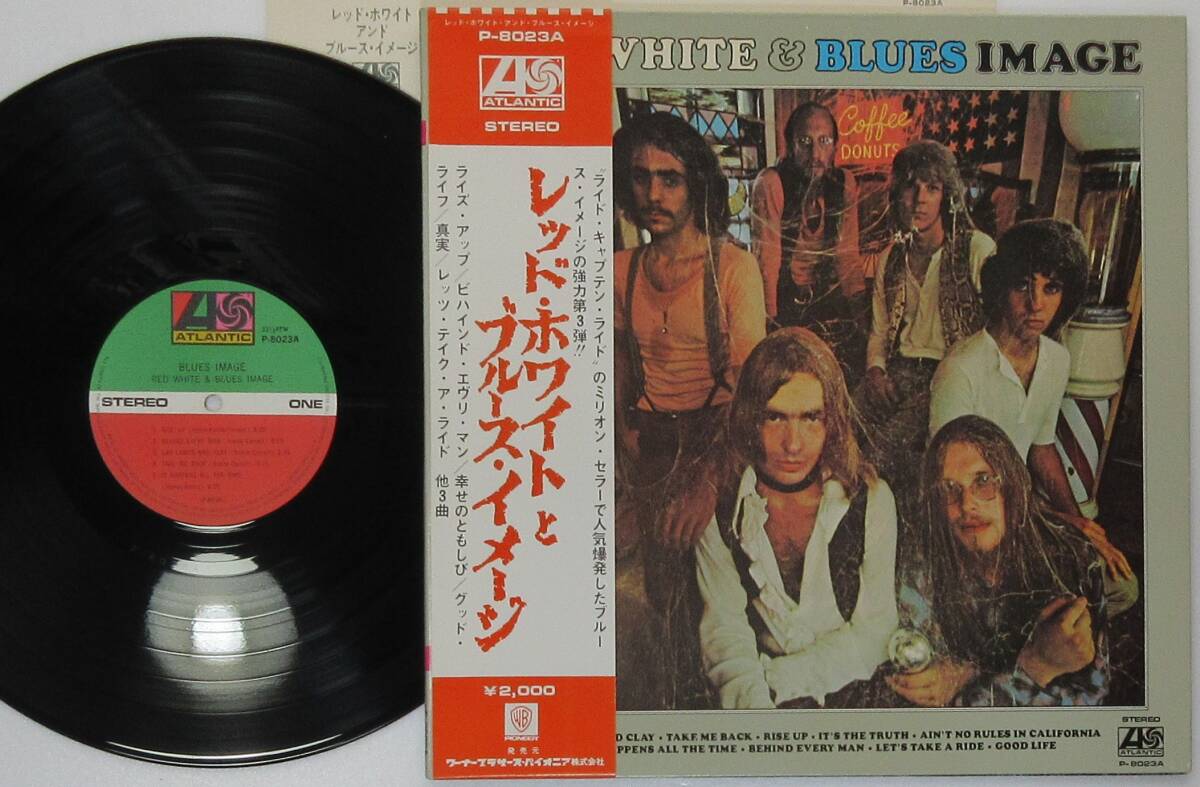 レッド・ホワイト
アンド
ブルース・イメージ
P-8023A
レッド・ホワイト・アンド・ブルース・イメージ
P-8023A
ATLANTIC
STEREO
レッド・ホワイトと
ブルース・イメージ
"ライド・キャプテン・ライド"のミリオン・セラーで人気爆発したブルー
ス・イメージの強力第3弾!!
ライズ・アップ/ビハインド・エヴリ・マン/幸せのともしび/グッド・
ライフ/真実/レッツ・テイク・ア・ライド 他3曲
¥2,000
WB
PIONEER
発売元
ワーナーブラザース・パイオニア株式会社
WHITE & BLUES IMAGE
Coffee
DONUTS
D CLAY • TAKE ME BACK • RISE UP • IT'S THE TRUTH • AIN'T NO RULES IN CALIFORNIA
PPENS ALL THE TIME • BEHIND EVERY MAN • LET'S TAKE A RIDE • GOOD LIFE
STEREO
ATLANTIC
P-8023A
ATLANTIC
33⅓RPM
P-8023A
BLUES IMAGE
RED WHITE & BLUES IMAGE
STEREO
ONE